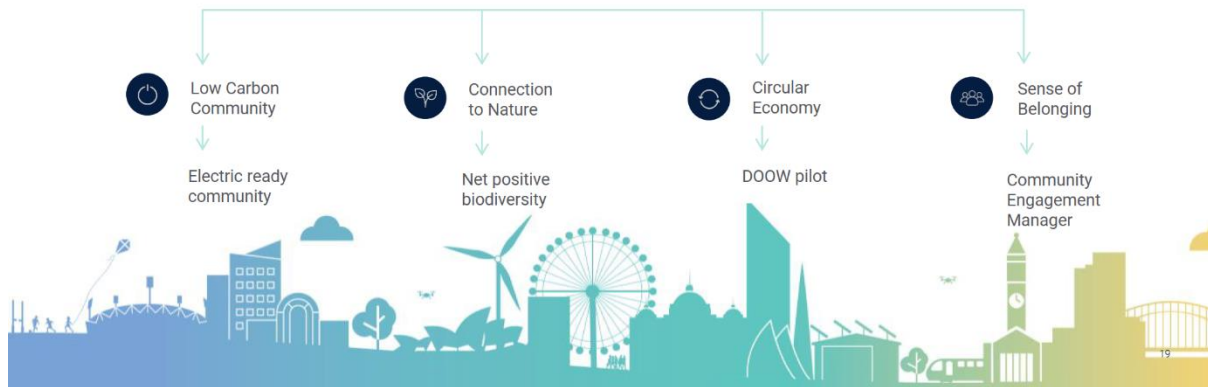 Low Carbon
Community
Connection
to Nature
Circular
Economy
Sense of
Belonging
Electric ready
community
Net positive
biodiversity
DOOW pilot
Community
Engagement
Manager
19